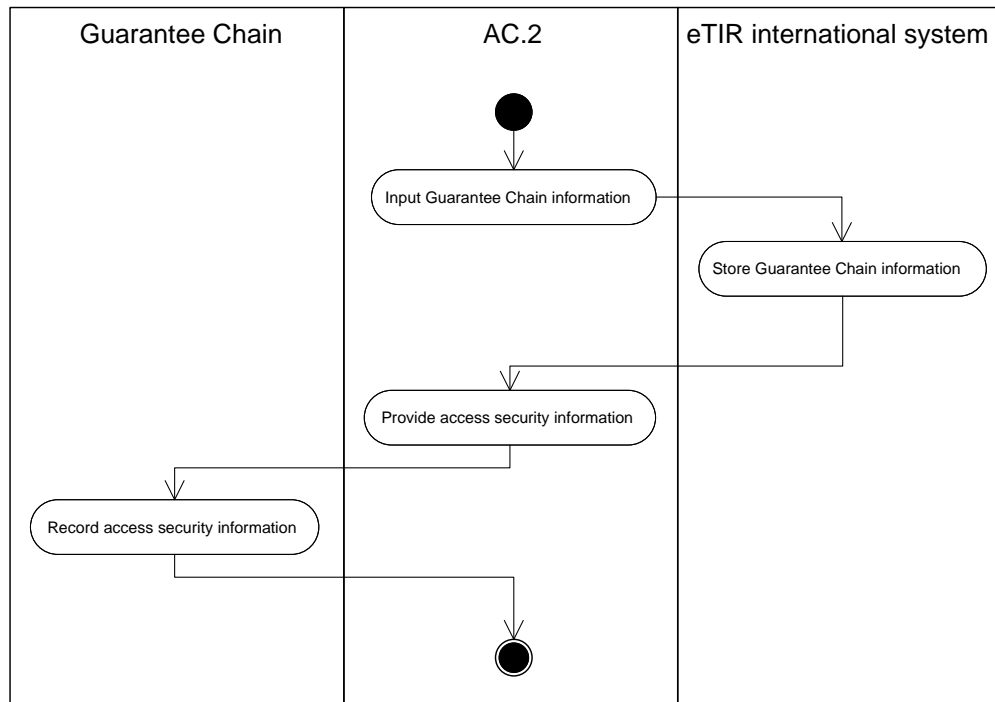 Guarantee Chain
AC.2
eTIR international system
Input Guarantee Chain information
Store Guarantee Chain information
Provide access security information
Record access security information